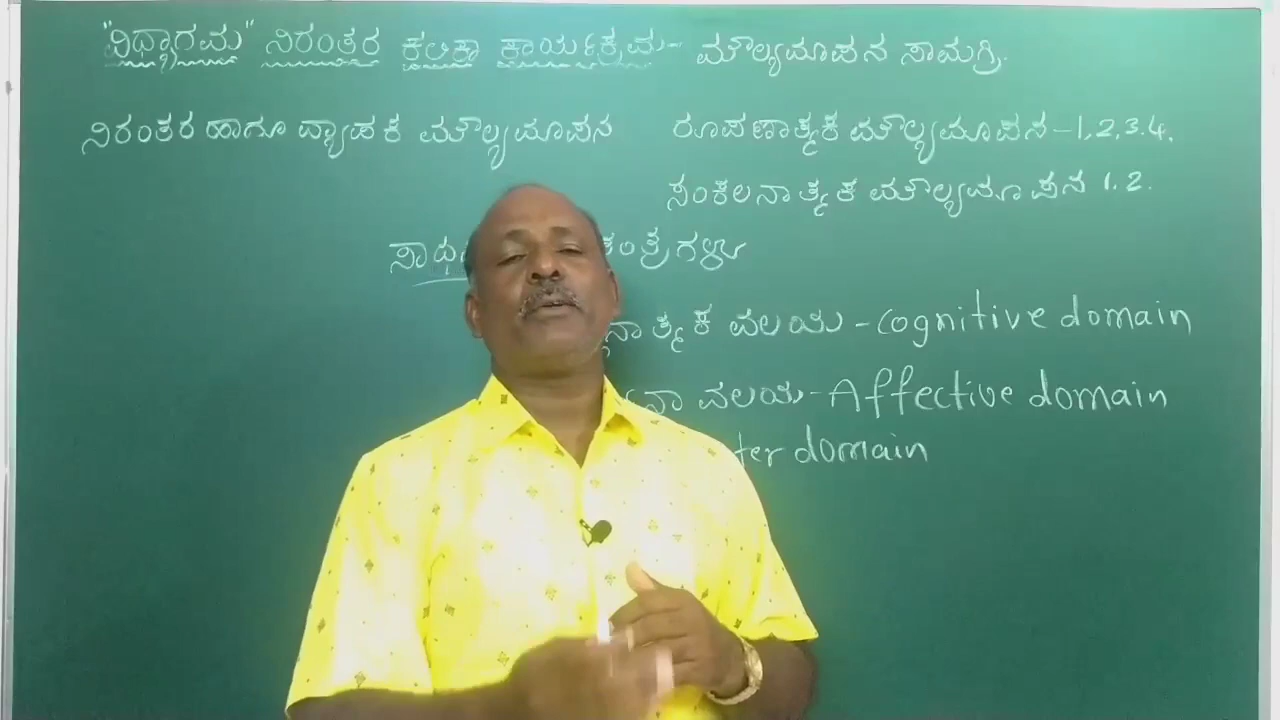 "ವಿದ್ಯಾಗಮ" ನಿರಂತರ ಕಲಿಕಾ ಕಾರ್ಯಕ್ರಮ- ಮೌಲ್ಯಮಾಪನ ಸಾಮಗ್ರಿ.
ನಿರಂತರ ಹಾಗೂ ವ್ಯಾಪಕ ಮೌಲ್ಯಮಾಪನ ರೂಪಣಾತ್ಮಕ ಮೌಲ್ಯಮಾಪನ-1.2.3.4.
ಸಂಕಲನಾತ್ಮಕ ಮೌಲ್ಯಮಾಪನ 1.2.
ಸಾಧ ತಂತ್ರಗಳು
ನಾತ್ಮಕ ವಲಯ-Cognitive domain
ನಾ ವಲಯ-Affective domain
ter domain